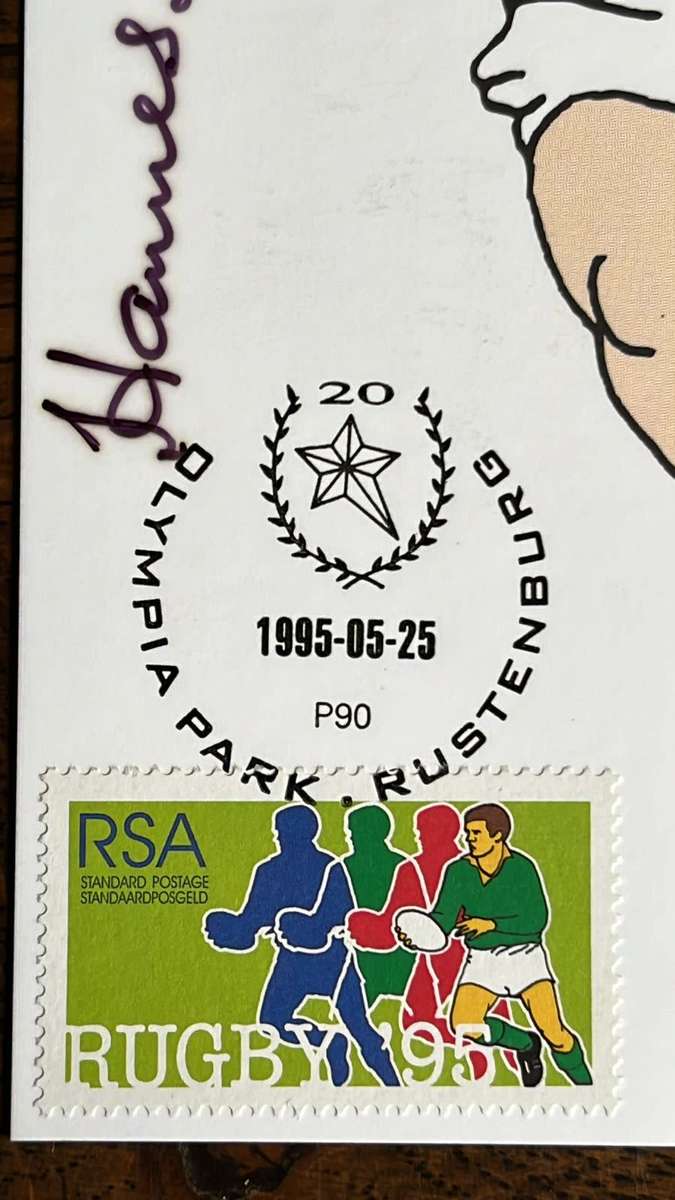 Hannes.
20
OLYMPIA PARK . RUSTENBURG
1995-05-25
P90
RSA
STANDARD POSTAGE
STANDAARDPOSGELD
RUGBY '95